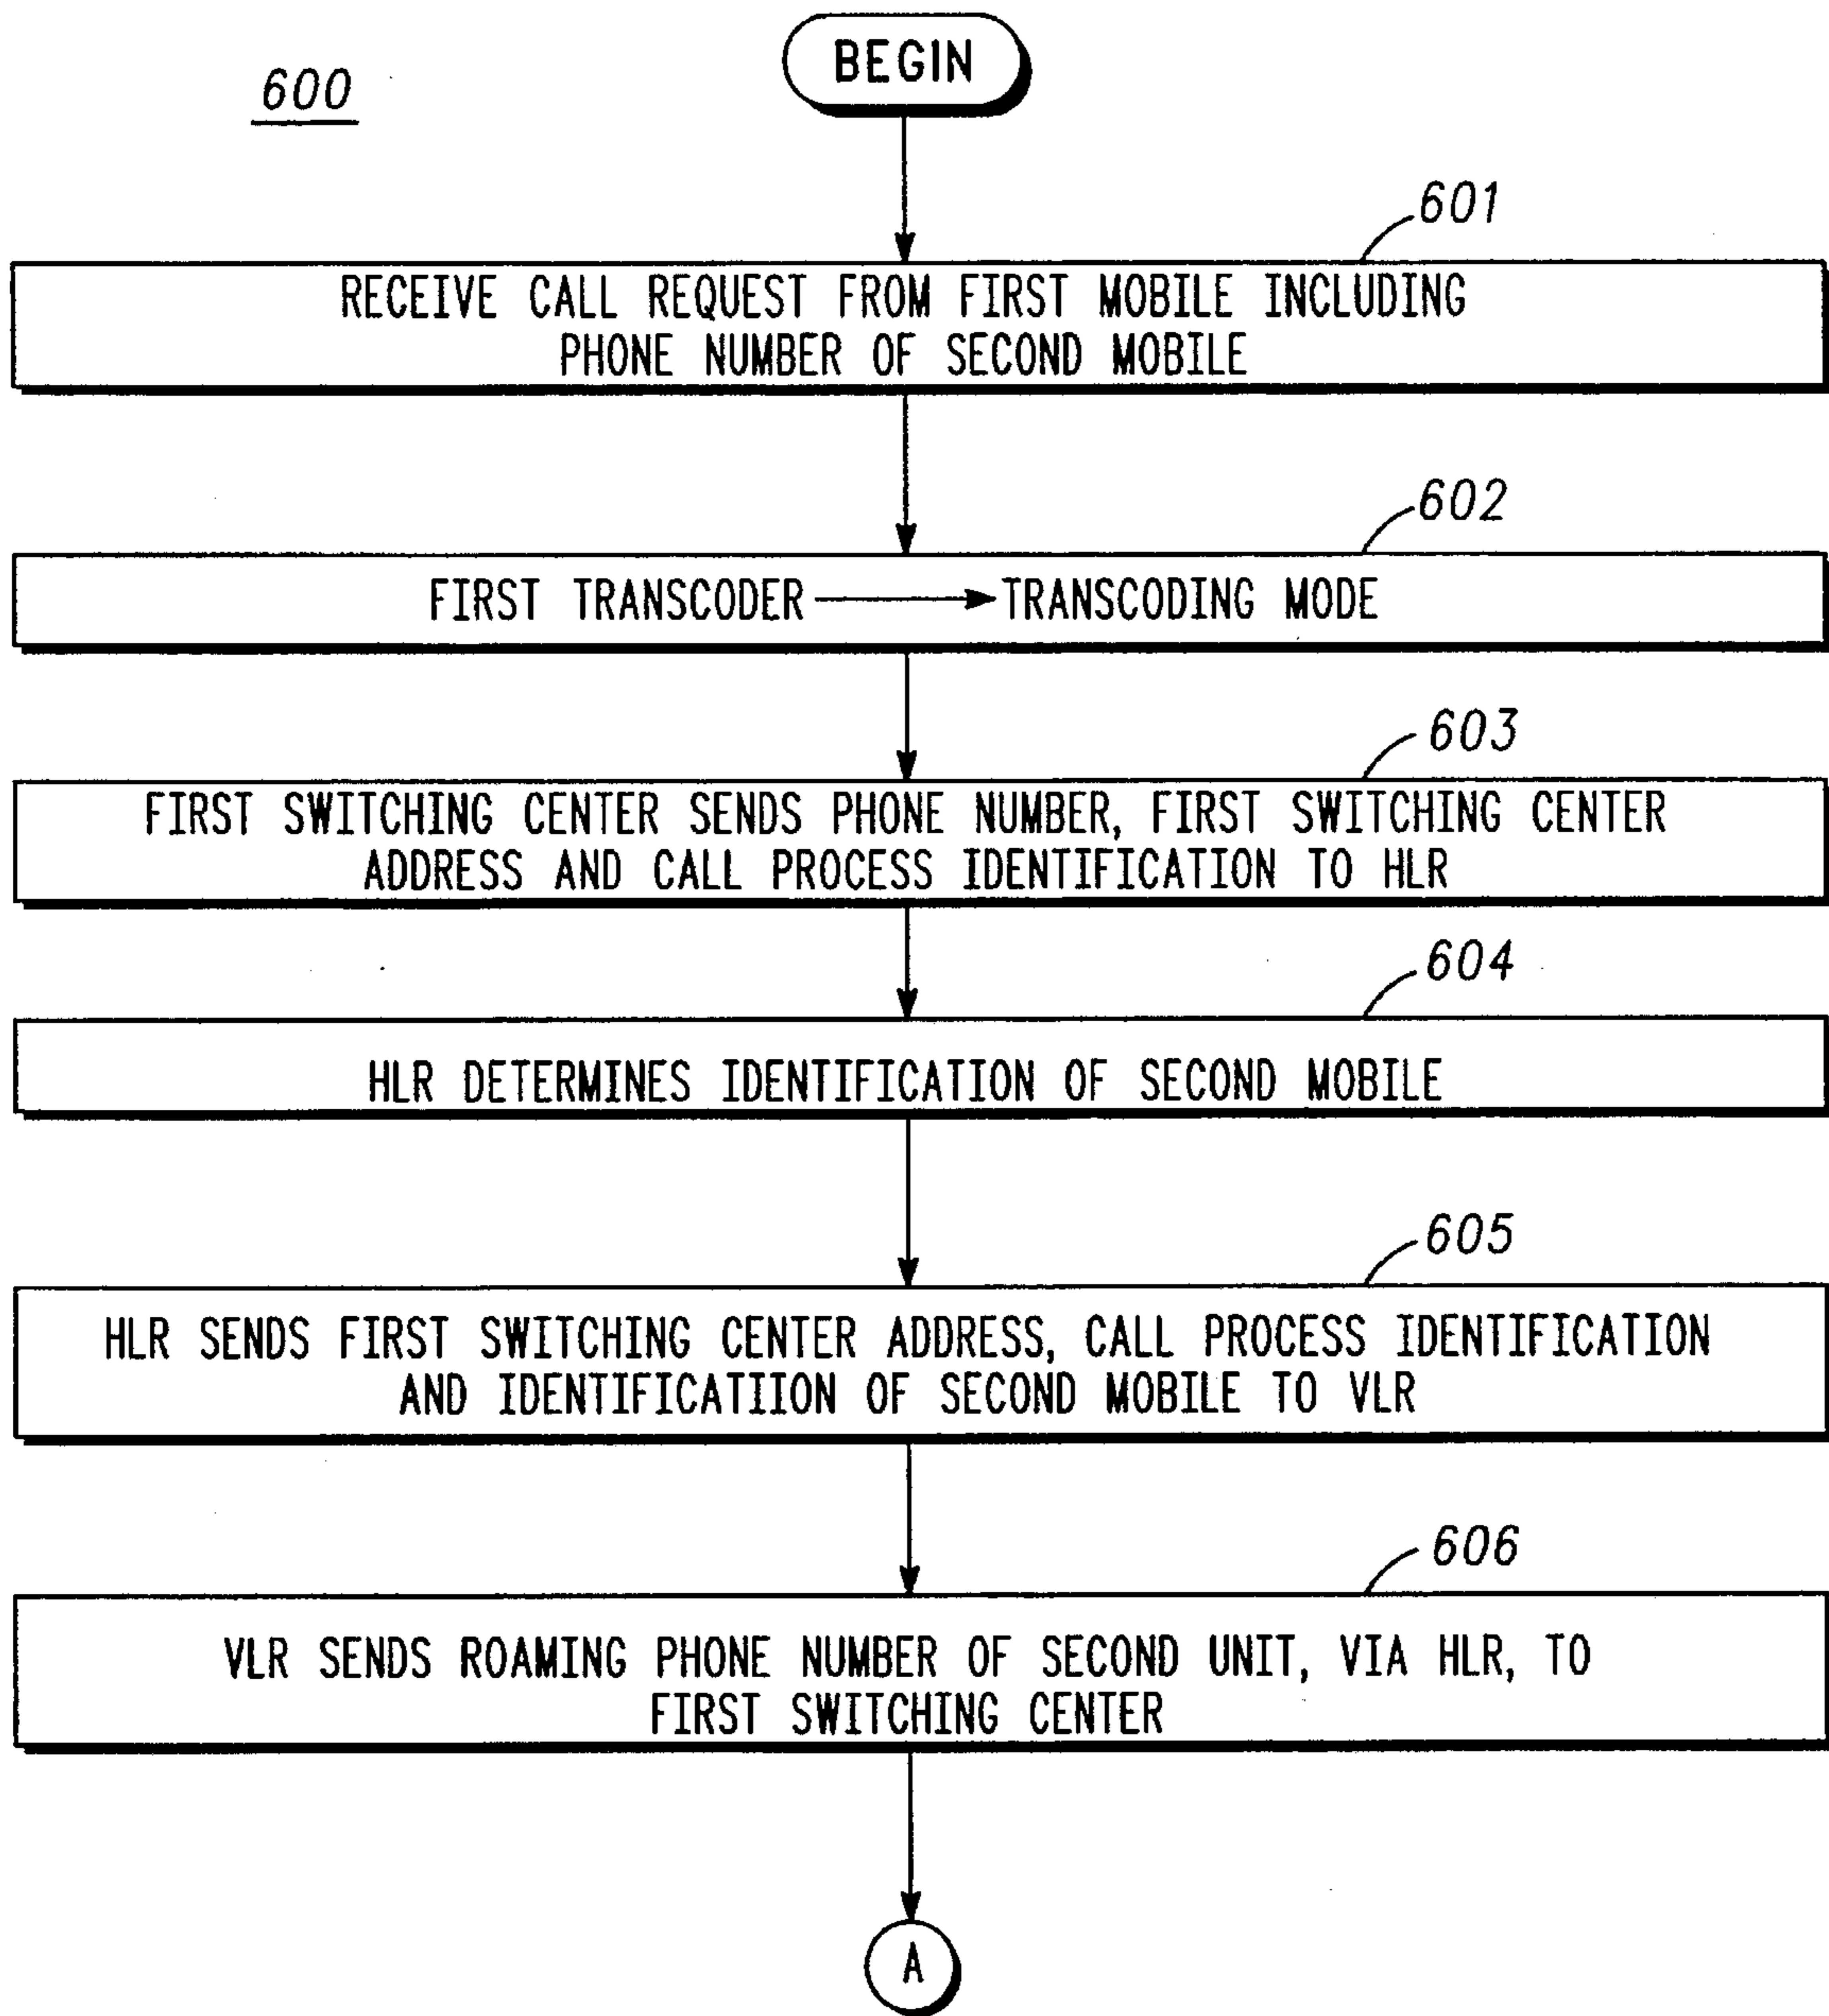 600
BEGIN
601
RECEIVE CALL REQUEST FROM FIRST MOBILE INCLUDING
PHONE NUMBER OF SECOND MOBILE
602
FIRST TRANSCODER → TRANSCODING MODE
603
FIRST SWITCHING CENTER SENDS PHONE NUMBER, FIRST SWITCHING CENTER
ADDRESS AND CALL PROCESS IDENTIFICATION TO HLR
604
HLR DETERMINES IDENTIFICATION OF SECOND MOBILE
605
HLR SENDS FIRST SWITCHING CENTER ADDRESS, CALL PROCESS IDENTIFICATION
AND IDENTIFICATIION OF SECOND MOBILE TO VLR
606
VLR SENDS ROAMING PHONE NUMBER OF SECOND UNIT, VIA HLR, TO
FIRST SWITCHING CENTER
A